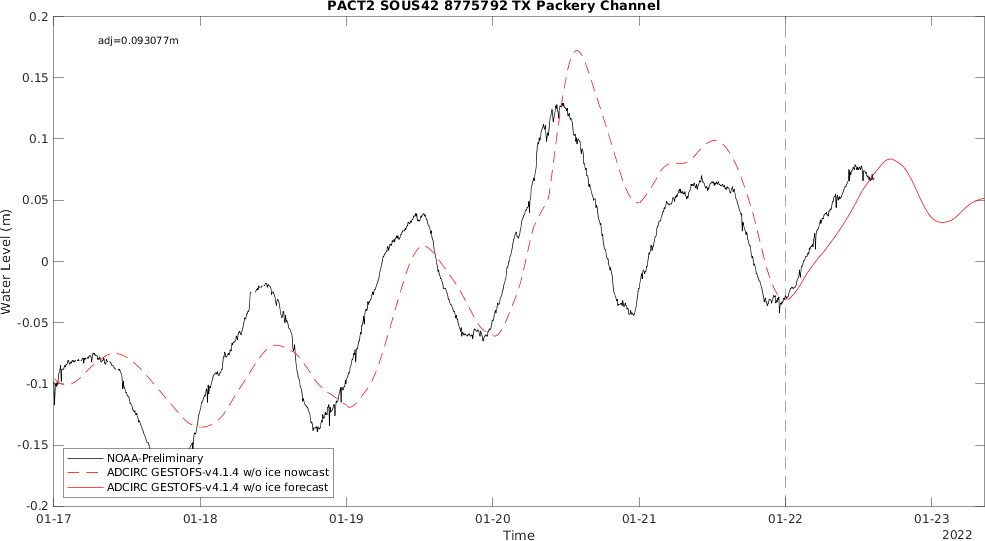 PACT2 SOUS42 8775792 TX Packery Channel
adj=0.093077m
0.2
0.15
0.1
0.05
0
-0.05
-0.1
-0.15
-0.2
Water Level (m)
NOAA-Preliminary
ADCIRC GESTOFS-v4.1.4 w/o ice nowcast
ADCIRC GESTOFS-v4.1.4 w/o ice forecast
01-17 01-18 01-19 01-20 01-21 01-22 01-23
Time
2022